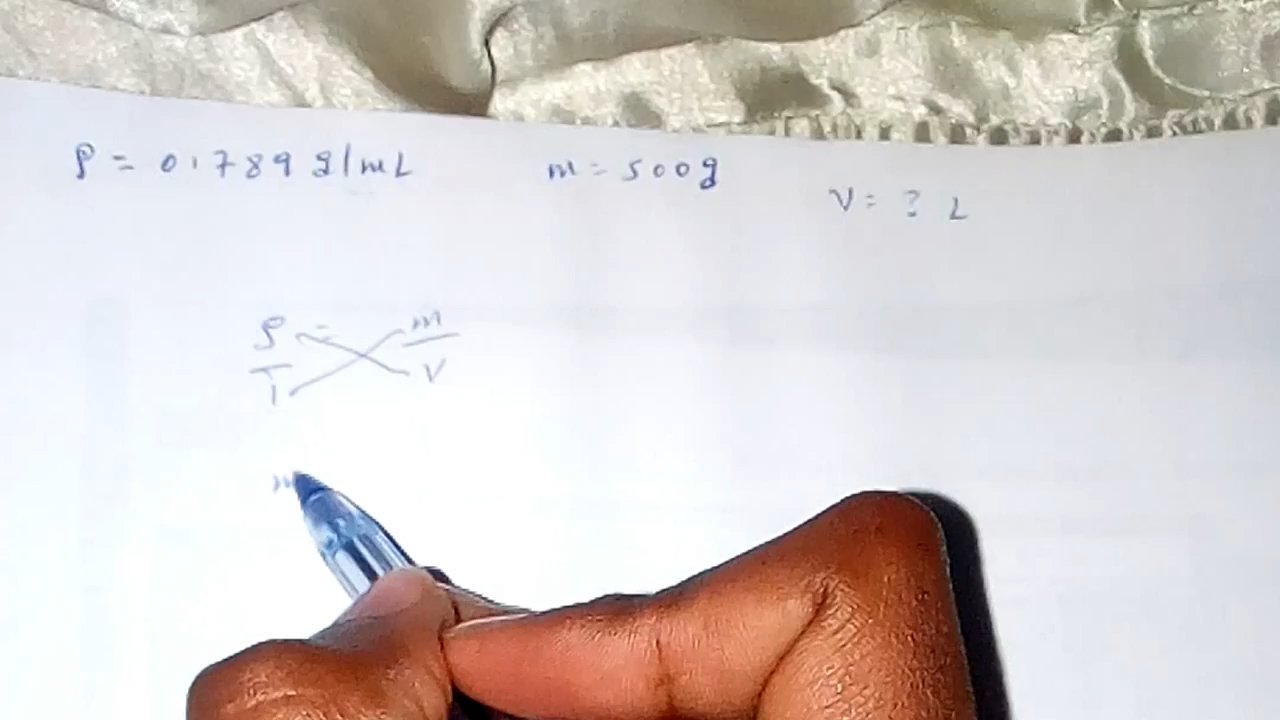 ρ = 0.789 g/mL m = 500g V = ? L
ρ = m
1 V
m